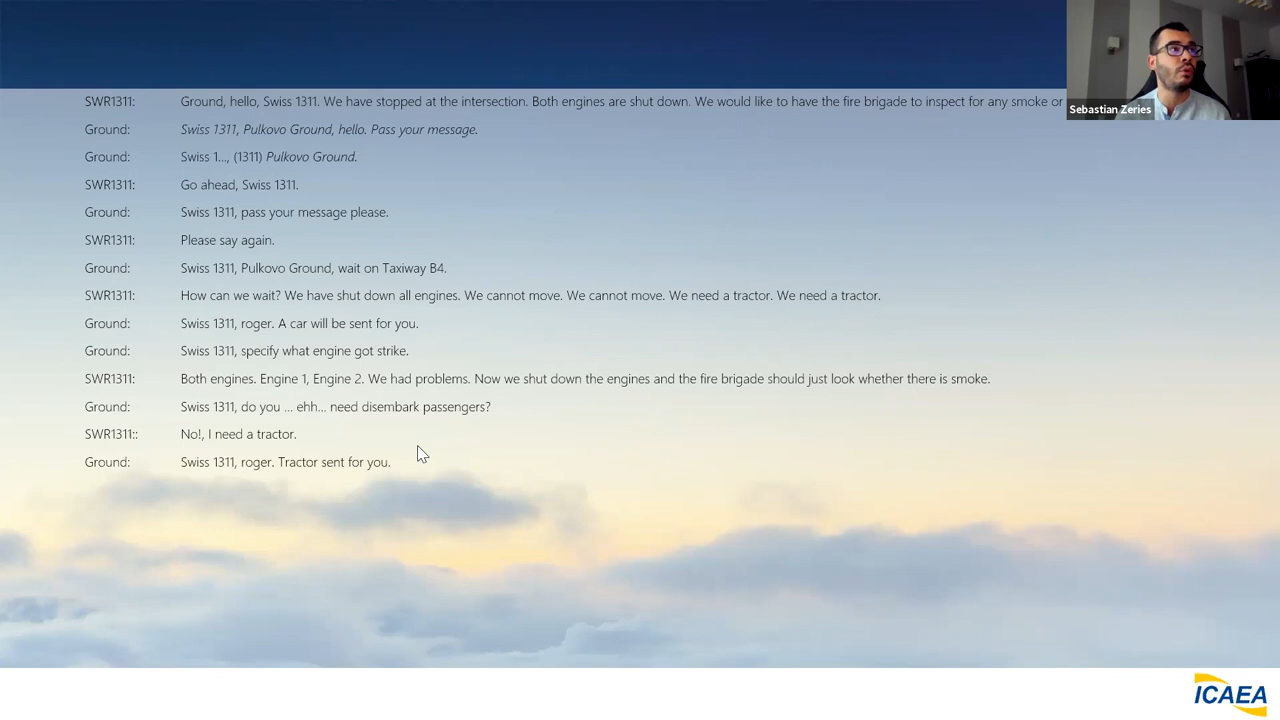 SWR1311: Ground, hello, Swiss 1311. We have stopped at the intersection. Both engines are shut down. We would like to have the fire brigade to inspect for any smoke or
Sebastian Zeries
Ground: Swiss 1311, Pulkovo Ground, hello. Pass your message.
Ground: Swiss 1..., (1311) Pulkovo Ground.
SWR1311: Go ahead, Swiss 1311.
Ground: Swiss 1311, pass your message please.
SWR1311: Please say again.
Ground: Swiss 1311, Pulkovo Ground, wait on Taxiway B4.
SWR1311: How can we wait? We have shut down all engines. We cannot move. We cannot move. We need a tractor. We need a tractor.
Ground: Swiss 1311, roger. A car will be sent for you.
Ground: Swiss 1311, specify what engine got strike.
SWR1311: Both engines. Engine 1, Engine 2. We had problems. Now we shut down the engines and the fire brigade should just look whether there is smoke.
Ground: Swiss 1311, do you ... ehh... need disembark passengers?
SWR1311:: No!, I need a tractor.
Ground: Swiss 1311, roger. Tractor sent for you.
ICAEA